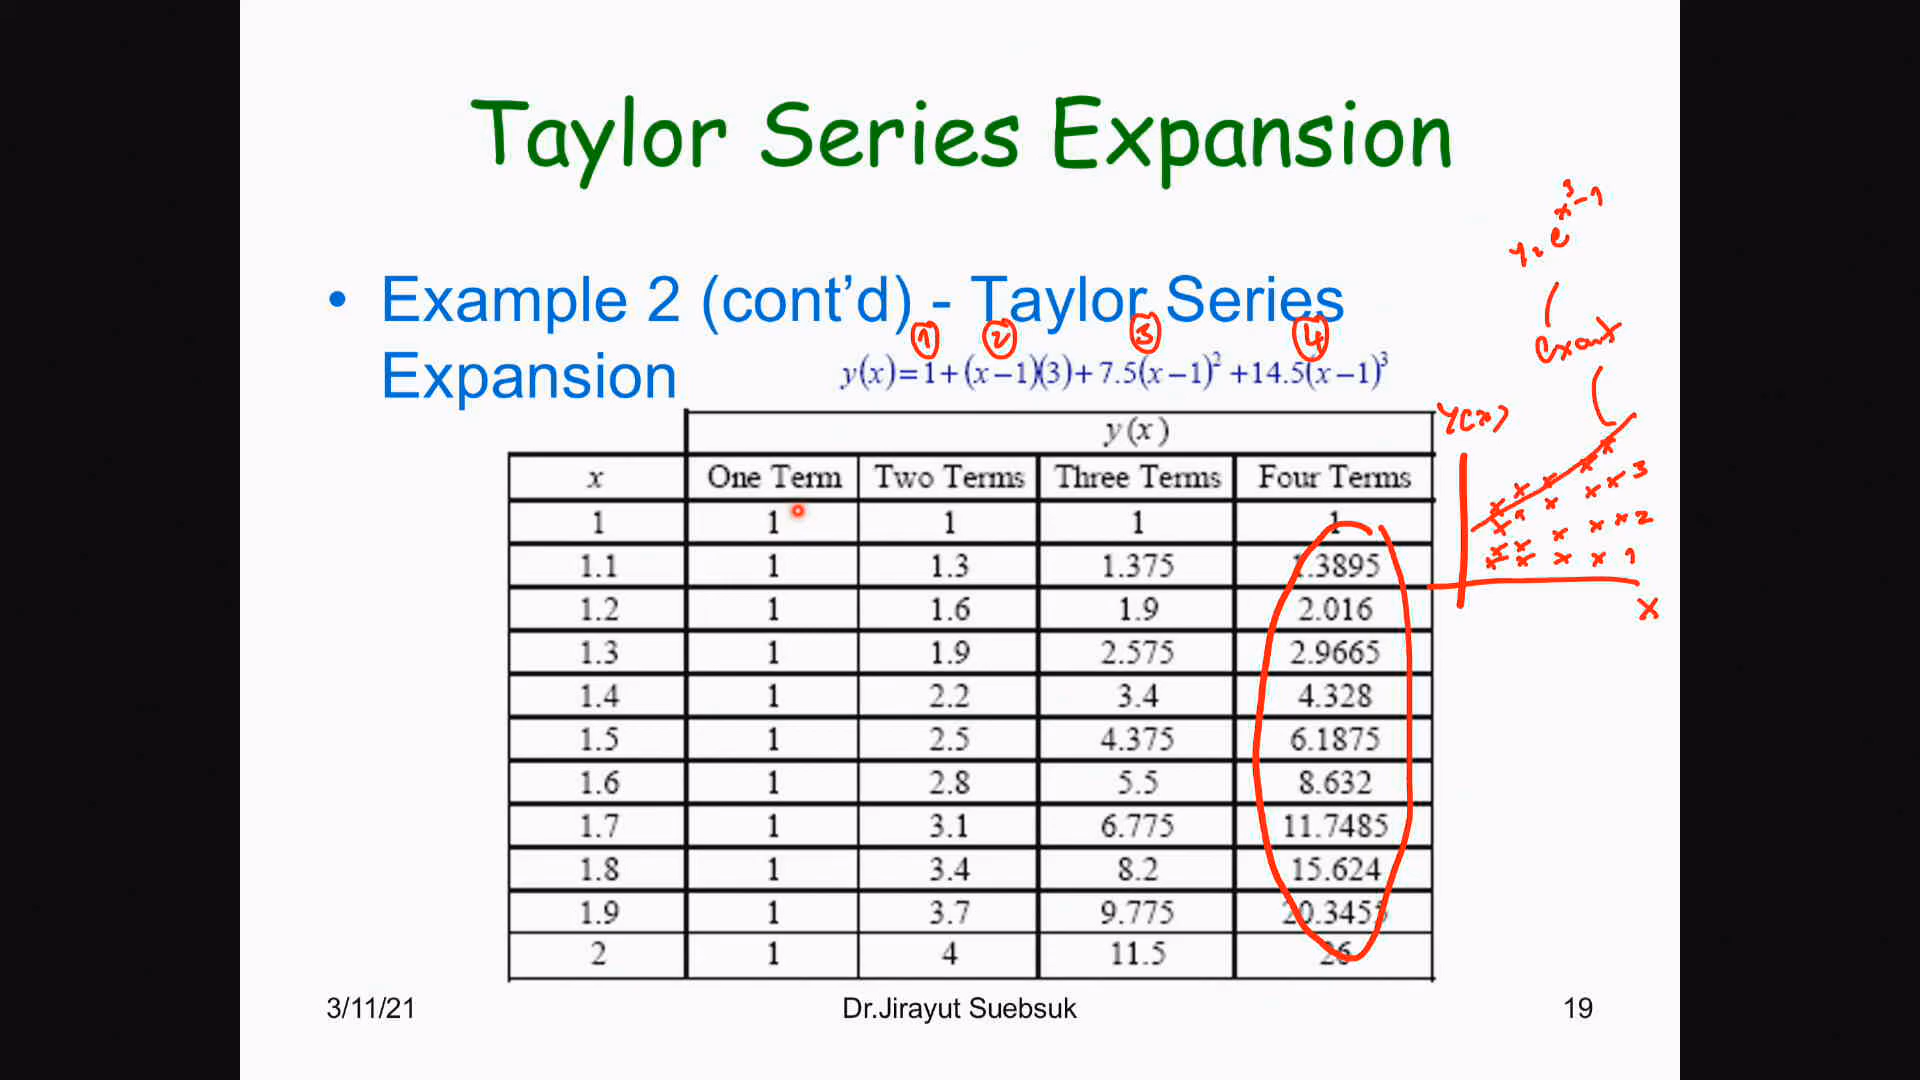 Taylor Series Expansion
y = e^{x^3-1}
• Example 2 (cont'd) - Taylor Series
1 2 3 4
Expansion
y(x)=1+(x−1)(3)+7.5(x−1)²+14.5(x−1)³
Exact
y(x)
Y(x)
x One Term Two Terms Three Terms Four Terms
1 1 1 1 1
1.1 1 1.3 1.375 1.3895
1.2 1 1.6 1.9 2.016
1.3 1 1.9 2.575 2.9665
1.4 1 2.2 3.4 4.328
1.5 1 2.5 4.375 6.1875
1.6 1 2.8 5.5 8.632
1.7 1 3.1 6.775 11.7485
1.8 1 3.4 8.2 15.624
1.9 1 3.7 9.775 20.3455
2 1 4 11.5 26
3
2
1
X
3/11/21 Dr.Jirayut Suebsuk 19